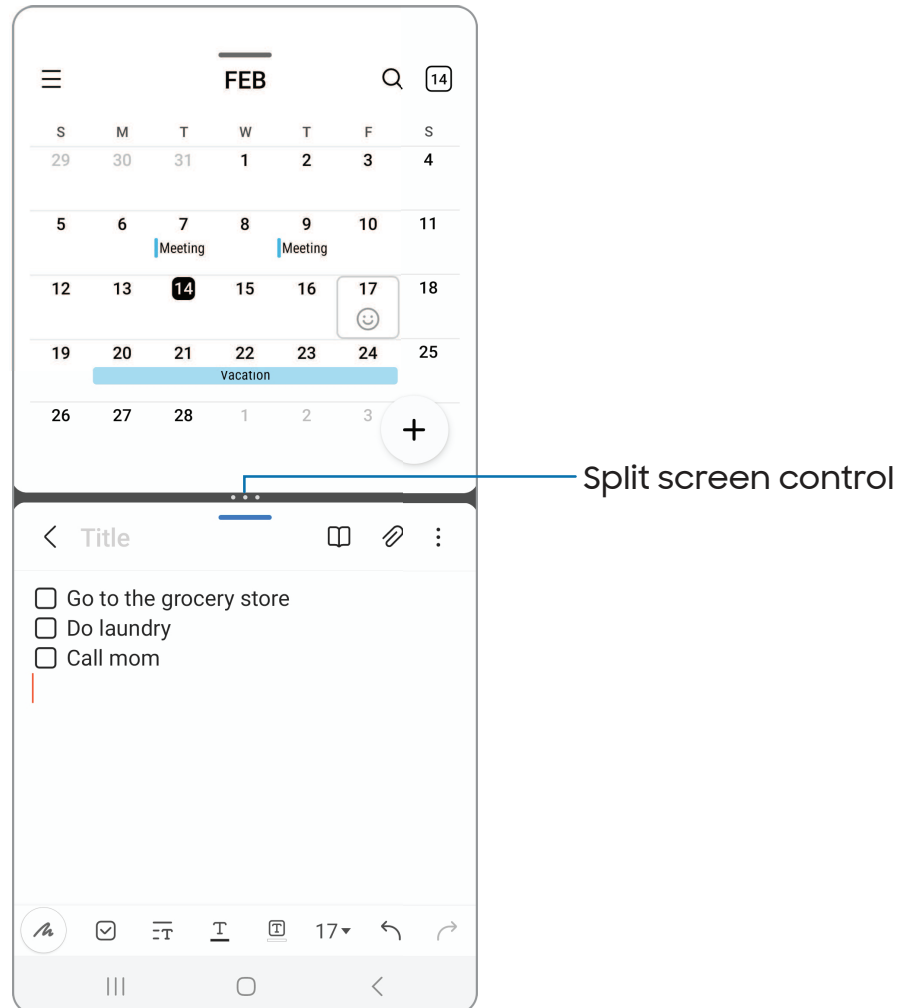 FEB
14
S M T W T F S
29 30 31 1 2 3 4
5 6 7 8 9 10 11
Meeting Meeting
12 13 14 15 16 17 18
19 20 21 22 23 24 25
Vacation
26 27 28 1 2 3
Split screen control
Title
Go to the grocery store
Do laundry
Call mom
T T T 17